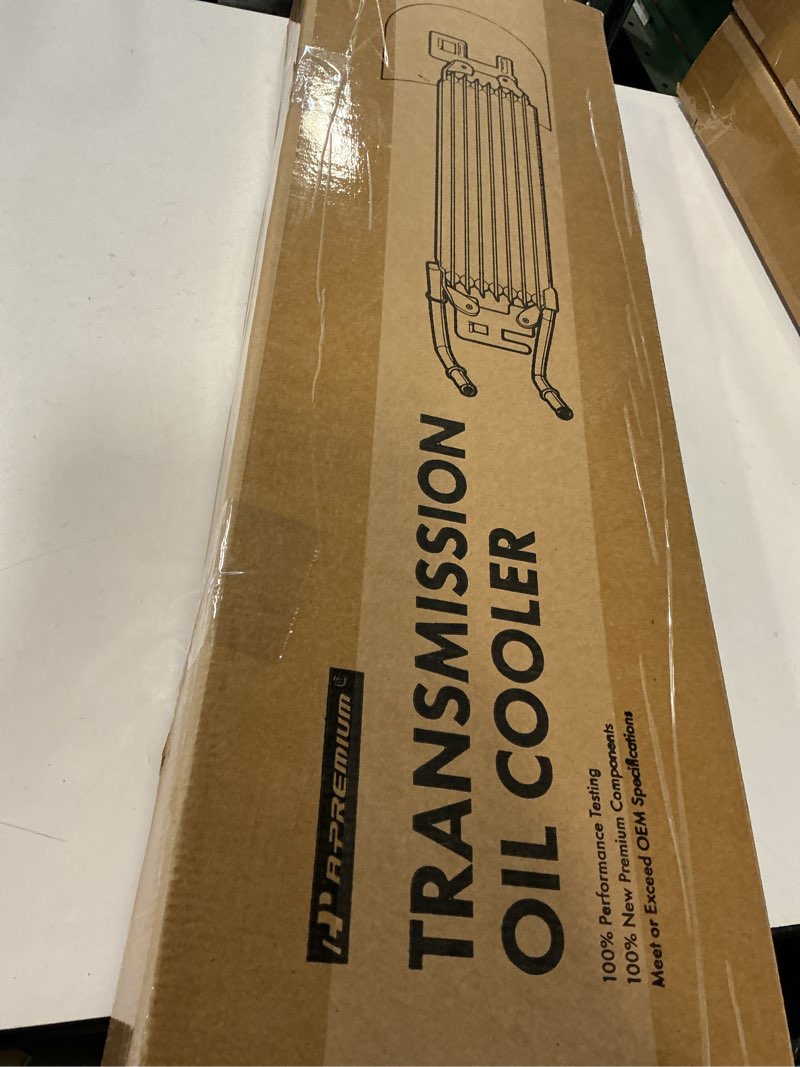 A-PREMIUM
TRANSMISSION
OIL COOLER
100% Performance Testing
100% New Premium Components
Meet or Exceed OEM Specifications